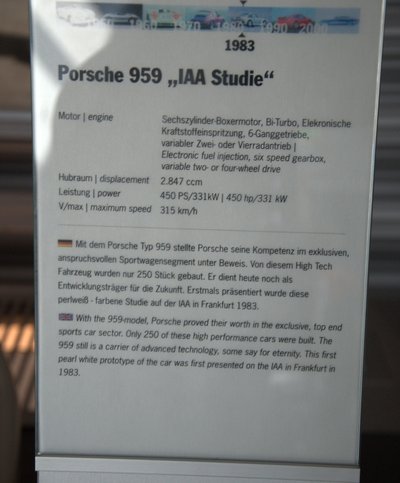 1960 1970 1980 1990 2000
1983
Porsche 959 „IAA Studie“
Motor | engine
Sechszylinder-Boxermotor, Bi-Turbo, Elekronische
Kraftstoffeinspritzung, 6-Ganggetriebe,
variabler Zwei- oder Vierradantrieb |
Electronic fuel injection, six speed gearbox,
variable two- or four-wheel drive
Hubraum | displacement 2.847 ccm
Leistung | power 450 PS/331kW | 450 hp/331 kW
V/max | maximum speed 315 km/h
Mit dem Porsche Typ 959 stellte Porsche seine Kompetenz im exklusiven,
anspruchsvollen Sportwagensegment unter Beweis. Von diesem High Tech
Fahrzeug wurden nur 250 Stück gebaut. Er dient heute noch als
Entwicklungsträger für die Zukunft. Erstmals präsentiert wurde diese
perlweiß - farbene Studie auf der IAA in Frankfurt 1983.
With the 959-model, Porsche proved their worth in the exclusive, top end
sports car sector. Only 250 of these high performance cars were built. The
959 still is a carrier of advanced technology, some say for eternity. This first
pearl white prototype of the car was first presented on the IAA in Frankfurt in
1983.